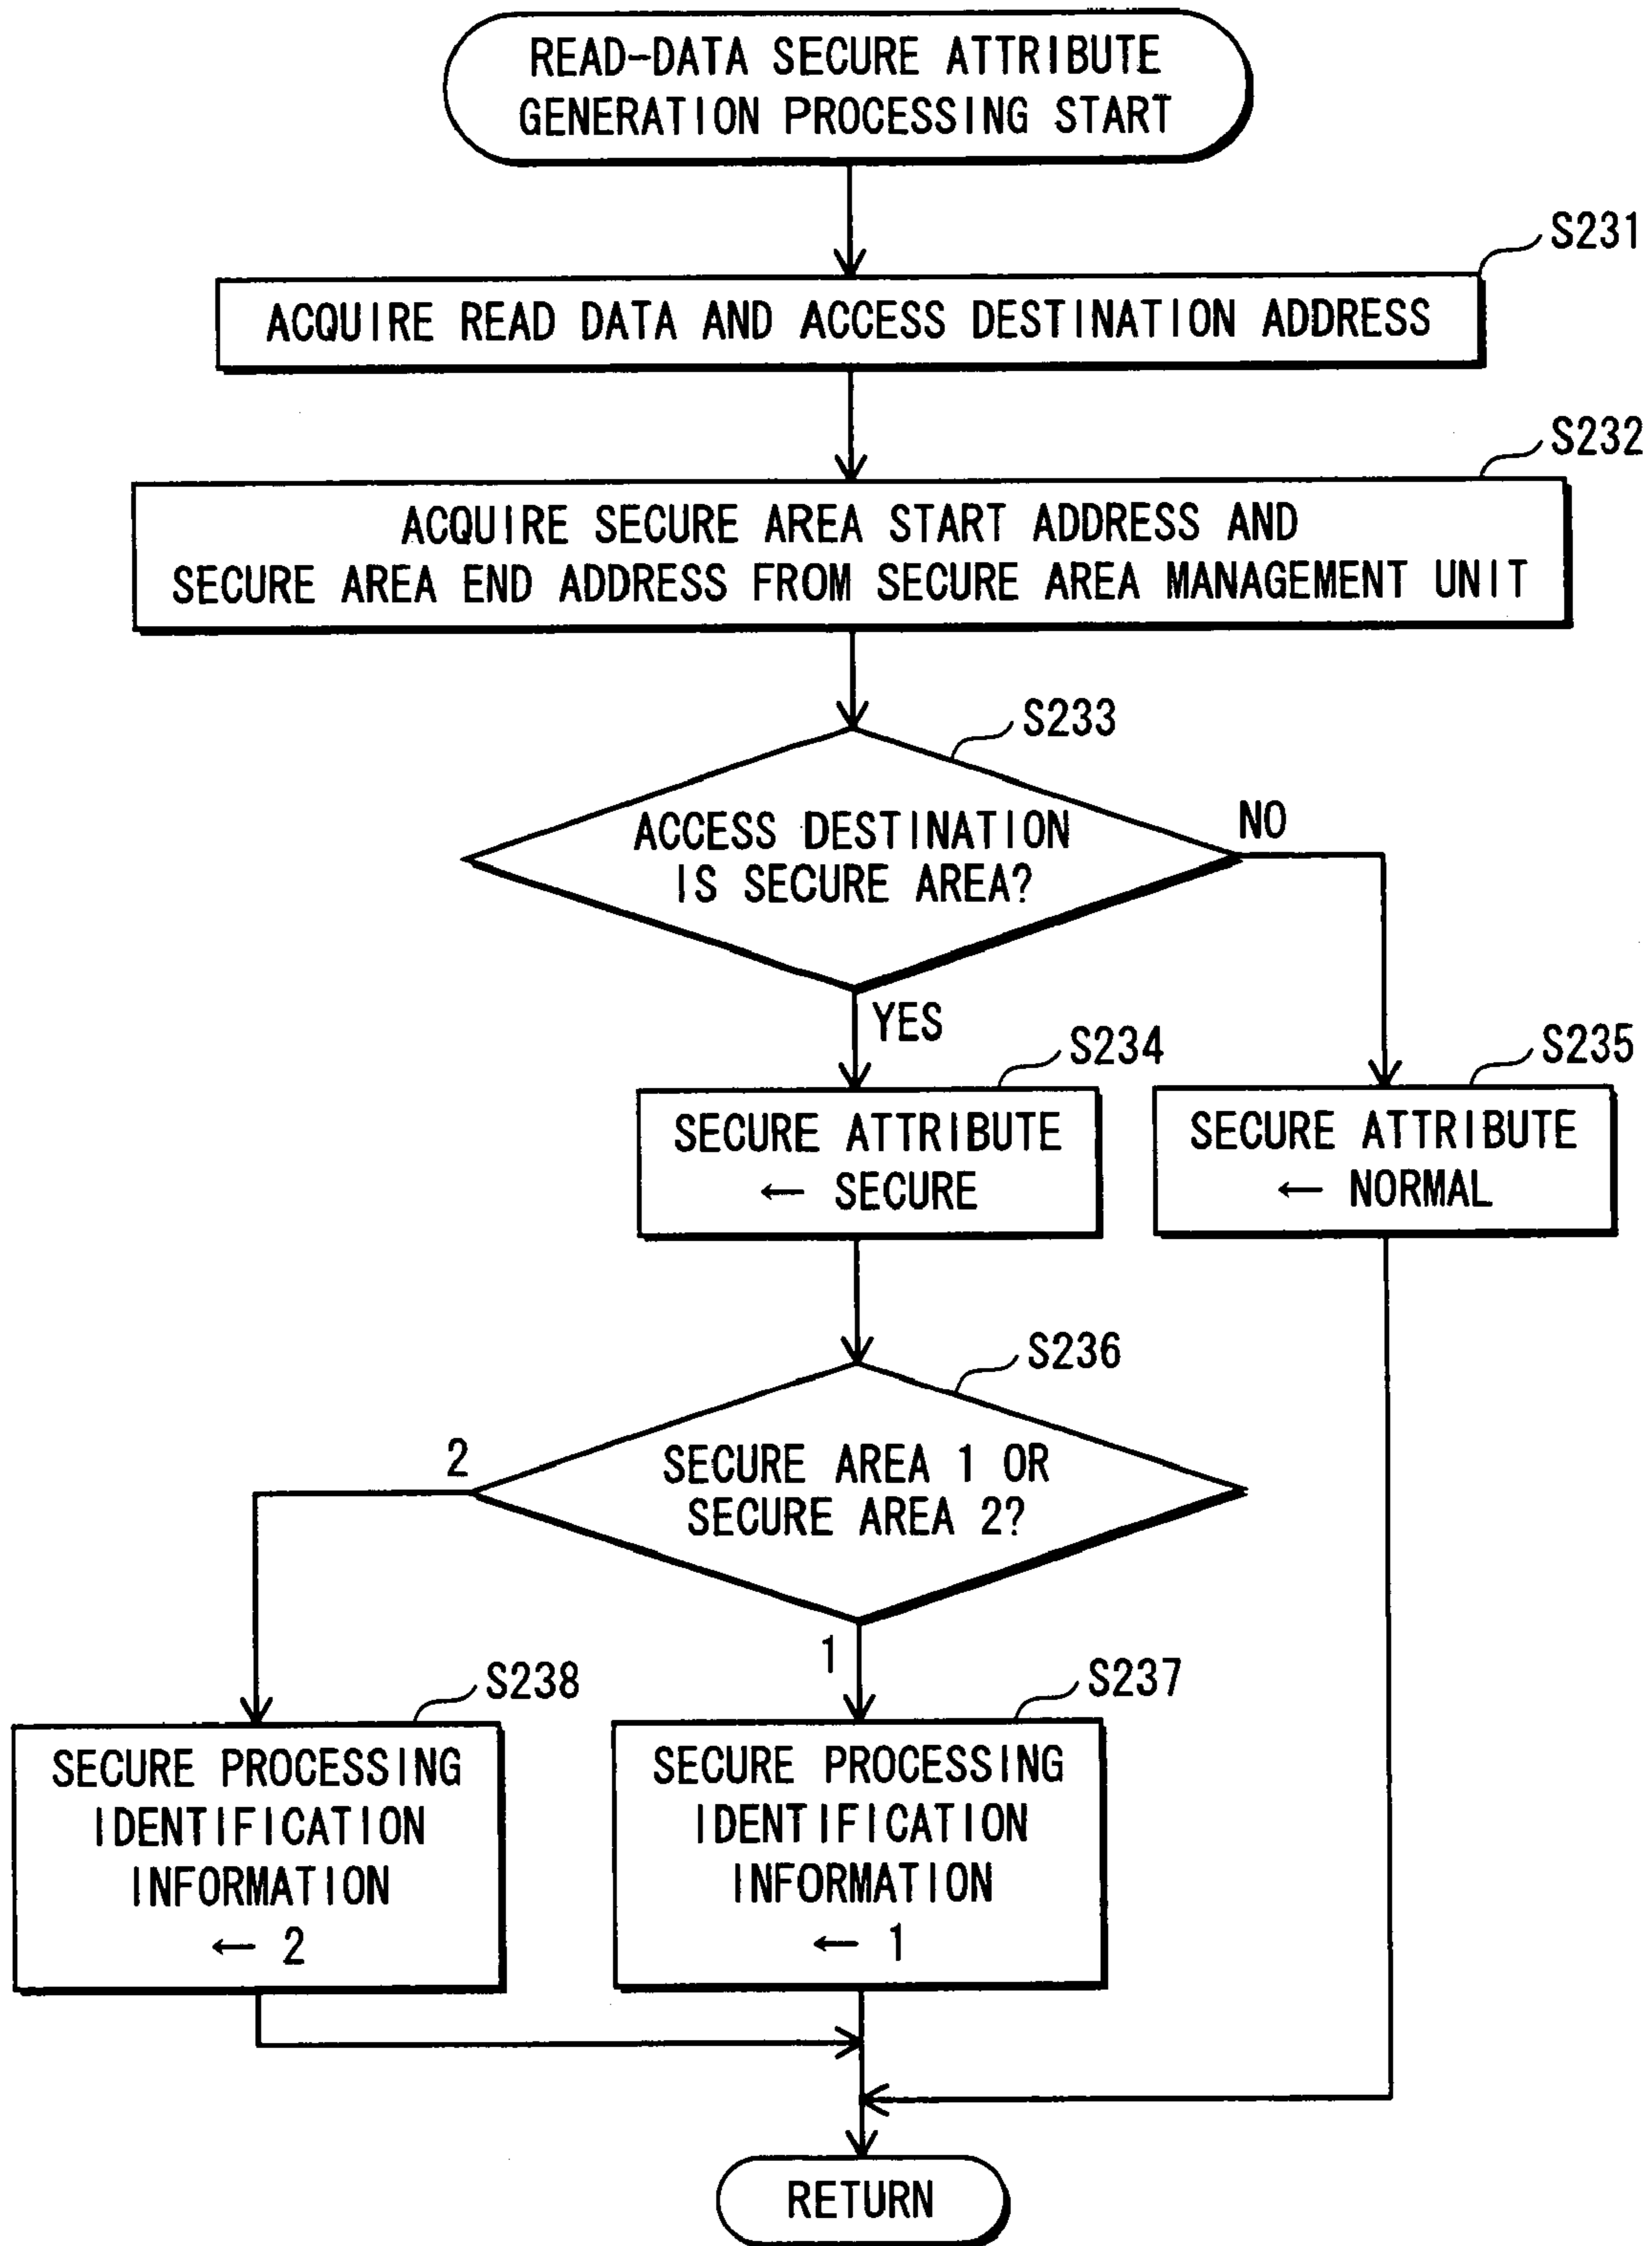 READ-DATA SECURE ATTRIBUTE
GENERATION PROCESSING START
S231
ACQUIRE READ DATA AND ACCESS DESTINATION ADDRESS
S232
ACQUIRE SECURE AREA START ADDRESS AND
SECURE AREA END ADDRESS FROM SECURE AREA MANAGEMENT UNIT
S233
ACCESS DESTINATION
IS SECURE AREA?
NO
YES
S234
SECURE ATTRIBUTE
← SECURE
S235
SECURE ATTRIBUTE
← NORMAL
S236
SECURE AREA 1 OR
SECURE AREA 2?
2
1
S238
SECURE PROCESSING
IDENTIFICATION
INFORMATION
← 2
S237
SECURE PROCESSING
IDENTIFICATION
INFORMATION
← 1
RETURN